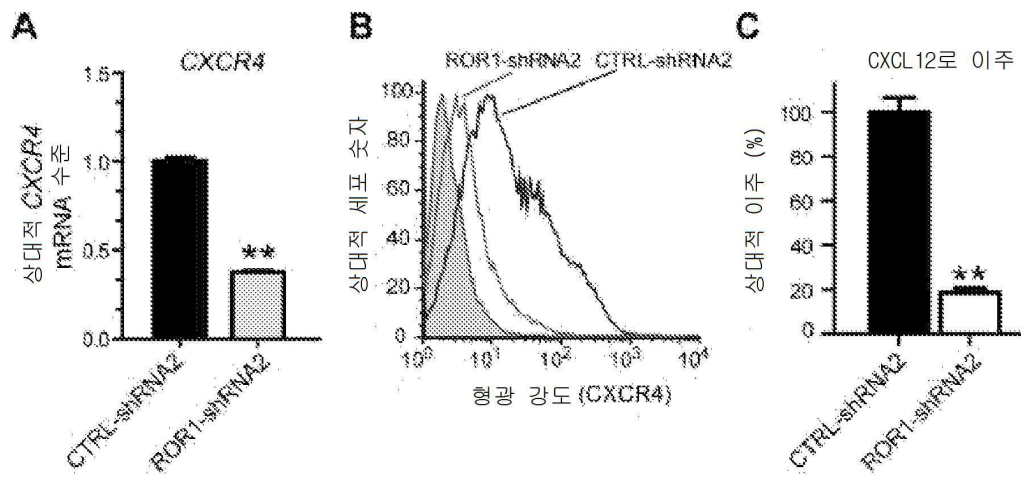 A
CXCR4
상대적 CXCR4
mRNA 수준
1.5
1.0
0.5
0.0
**
CTRL-shRNA2
ROR1-shRNA2
B
ROR1-shRNA2 CTRL-shRNA2
상대적 세포 숫자
100
80
60
40
20
0
10⁰
10¹
10²
10³
10⁴
형광 강도(CXCR4)
C
CXCL12로 이주
상대적 이주 (%)
100
80
60
40
20
0
**
CTRL-shRNA2
ROR1-shRNA2